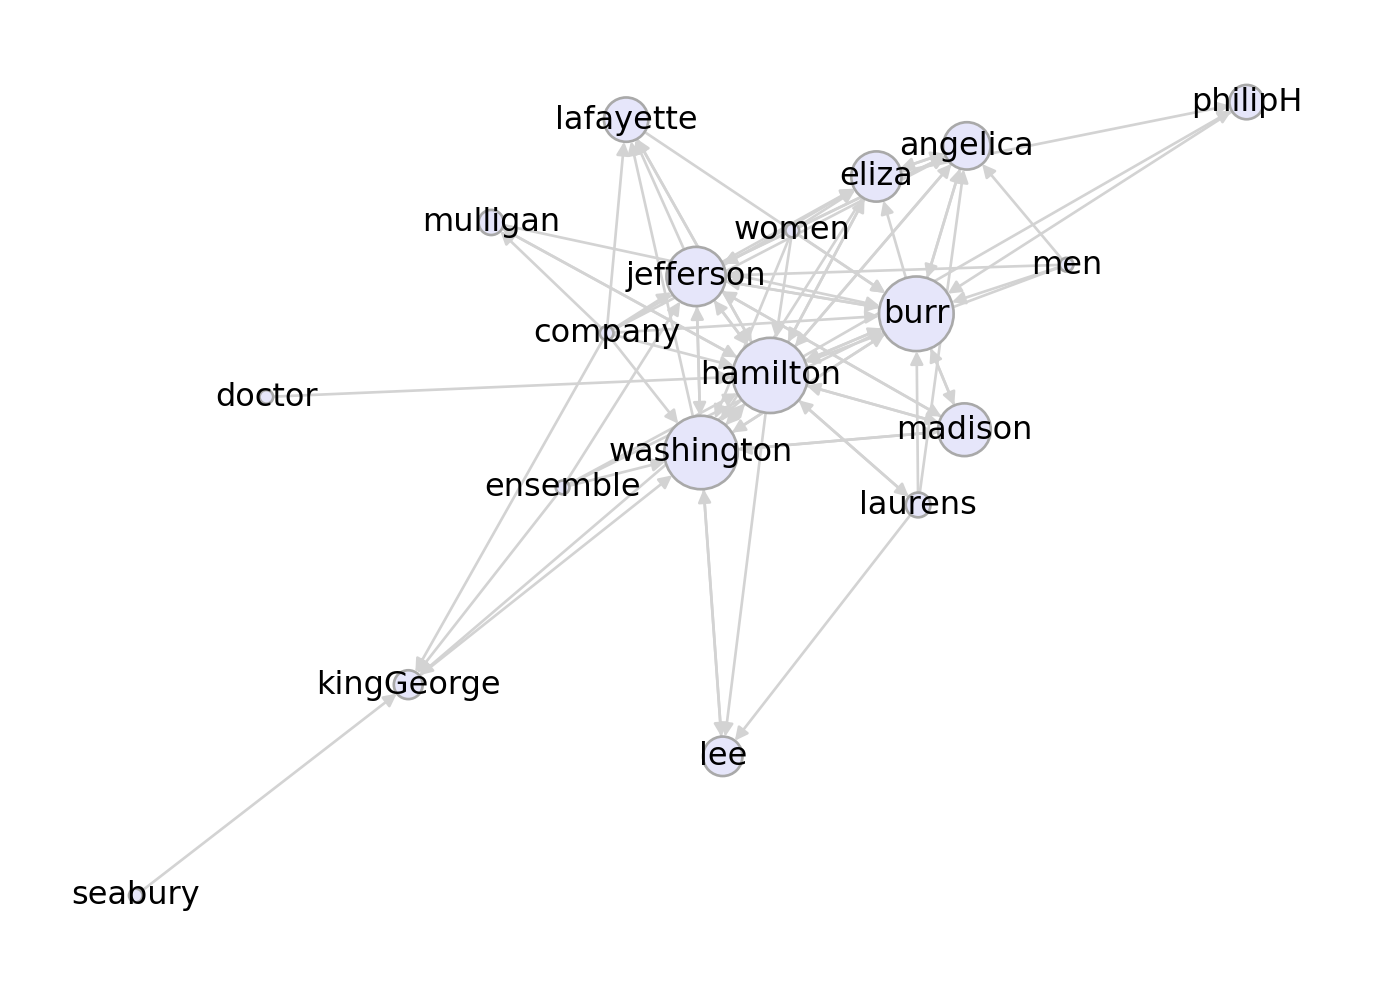 philipH
lafayette
angelica
eliza
mulligan
women
men
jefferson
burr
company
hamilton
doctor
madison
washington
ensemble
laurens
kingGeorge
lee
seabury